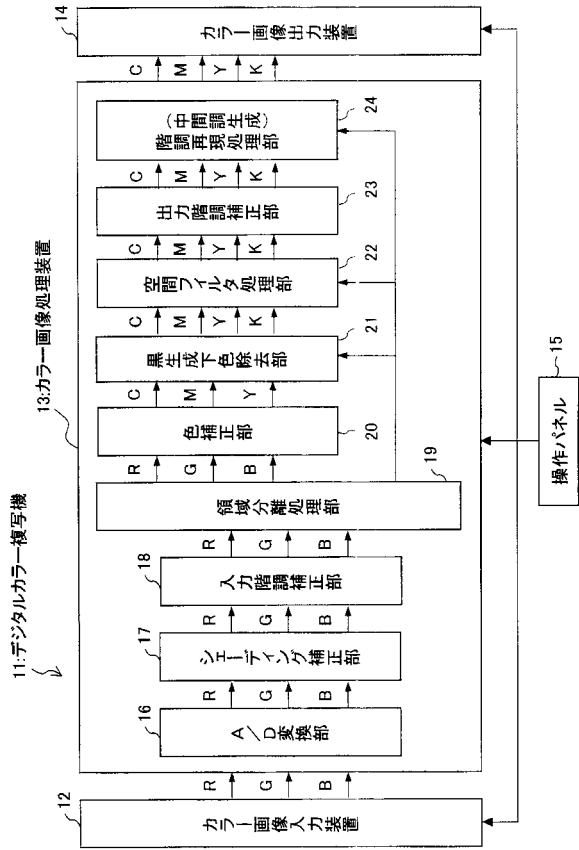 11:デジタルカラー複写機
13:カラー画像処理装置
12
カラー画像入力装置
R
G
B
16
A/D変換部
R
G
B
17
シェーディング補正部
R
G
B
18
入力階調補正部
R
G
B
19
領域分離処理部
R
G
B
20
色補正部
C
M
Y
21
黒生成下色除去部
C
M
Y
K
22
空間フィルタ処理部
C
M
Y
K
23
出力階調補正部
C
M
Y
K
24
階調再現処理部
(中間調生成)
C
M
Y
K
14
カラー画像出力装置
15
操作パネル